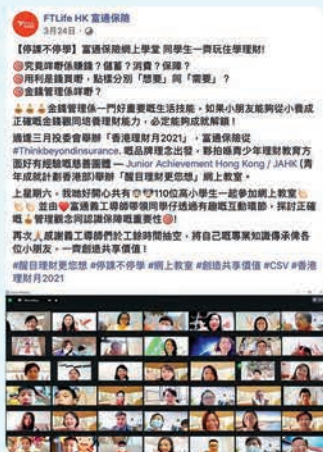 FTLife HK 富通保險
3月24日 ·
【停課不停學】富通保險網上學堂 同學生一齊玩住學理財!
🎯究竟咩嘢係賺錢?儲蓄?消費?保障?
🎯用利是錢買嘢,點樣分別「想要」同「需要」?
🎯金錢管理係咩嘢?
金錢管理係一門好重要嘅生活技能,如果小朋友能夠從小養成
正確嘅金錢觀同培養理財能力,必定能夠成就解鎖!
適逢三月投委會舉辦「香港理財月2021」,富通保險從
#Thinkbeyondinsurance. 嘅品牌理念出發,夥拍喺青少年理財教育方
面好有經驗嘅慈善團體 — Junior Achievement Hong Kong / JAHK (青
年成就計劃香港部)舉辦「醒目理財更您想」網上教室。
上星期六,我哋好開心共有110位高小學生一起參加網上教室
並由❤富通義工導師帶領同學仔透過有趣嘅互動環節,探討正確
嘅管理觀念同認識保障嘅重要性🎯!
再次感謝義工導師們於工餘時間抽空,將自己嘅專業知識傳承俾各
位小朋友,一齊創造共享價值!
#醒目理財更您想 #停課不停學 #網上教室 #創造共享價值 #CSV #香港
理財月2021